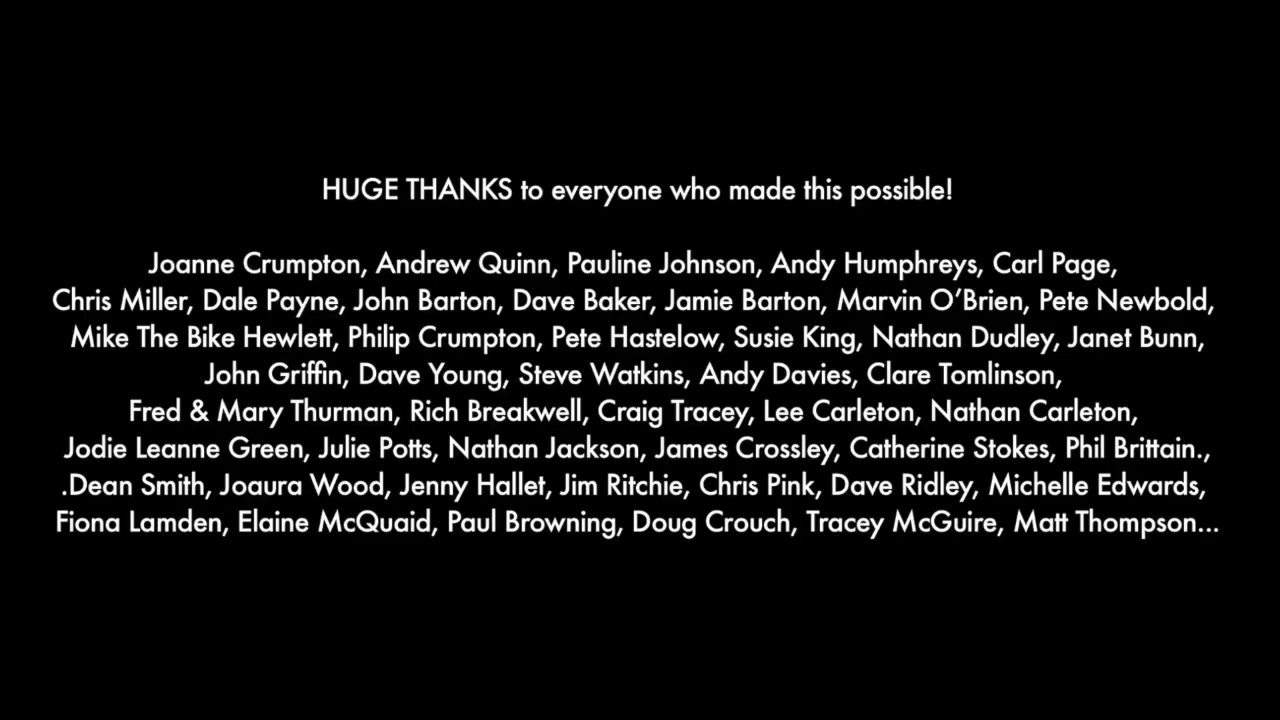 HUGE THANKS to everyone who made this possible!
Joanne Crumpton, Andrew Quinn, Pauline Johnson, Andy Humphreys, Carl Page,
Chris Miller, Dale Payne, John Barton, Dave Baker, Jamie Barton, Marvin O’Brien, Pete Newbold,
Mike The Bike Hewlett, Philip Crumpton, Pete Hastelow, Susie King, Nathan Dudley, Janet Bunn,
John Griffin, Dave Young, Steve Watkins, Andy Davies, Clare Tomlinson,
Fred & Mary Thurman, Rich Breakwell, Craig Tracey, Lee Carleton, Nathan Carleton,
Jodie Leanne Green, Julie Potts, Nathan Jackson, James Crossley, Catherine Stokes, Phil Brittain.,
.Dean Smith, Joaura Wood, Jenny Hallet, Jim Ritchie, Chris Pink, Dave Ridley, Michelle Edwards,
Fiona Lamden, Elaine McQuaid, Paul Browning, Doug Crouch, Tracey McGuire, Matt Thompson...